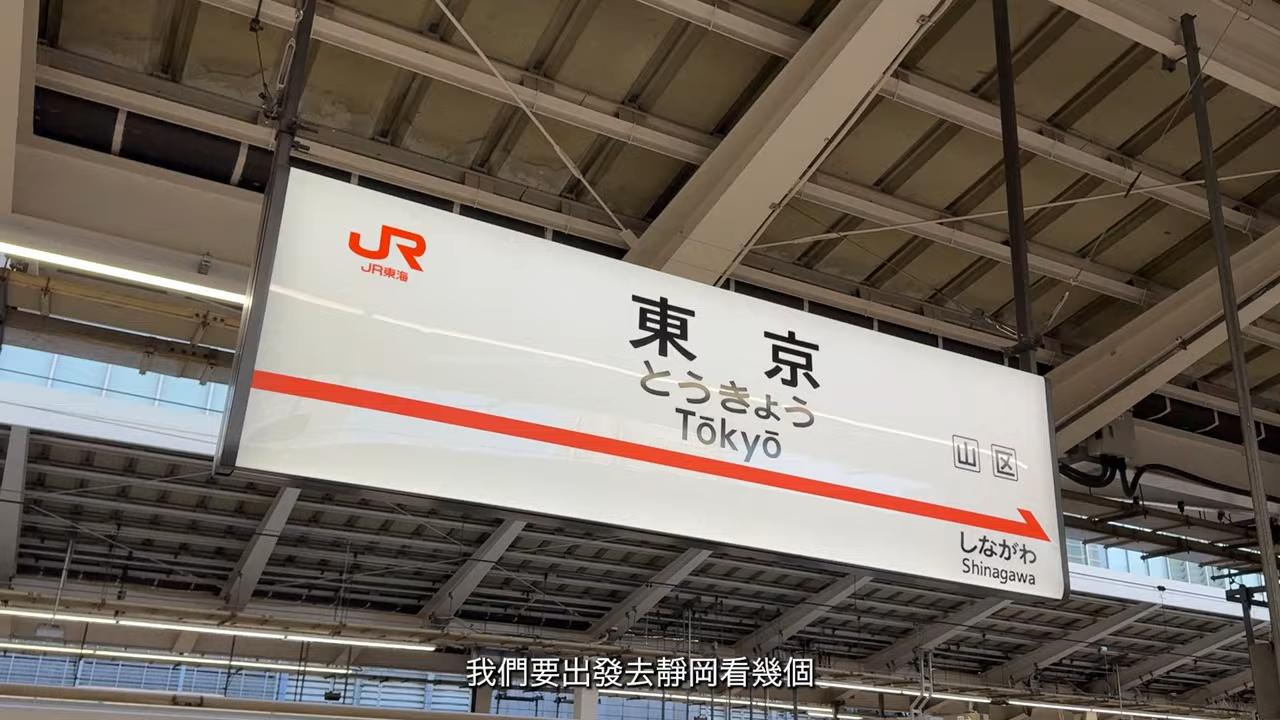 JR
JR東海
東京
とうきょう
Tōkyō
山 区
しながわ
Shinagawa
我們要出發去靜岡看幾個